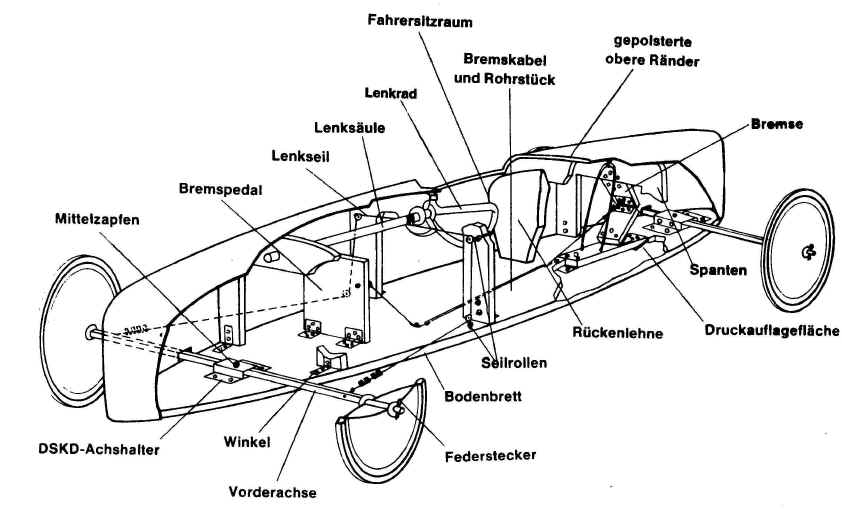 Fahrersitzraum
gepolsterte
obere Ränder
Bremskabel
und Rohrstück
Lenkrad
Bremse
Lenksäule
Lenkseil
Bremspedal
Mittelzapfen
Spanten
Rückenlehne
Druckauflagefläche
Seilrollen
Bodenbrett
Winkel
DSKD-Achshalter
Federstecker
Vorderachse